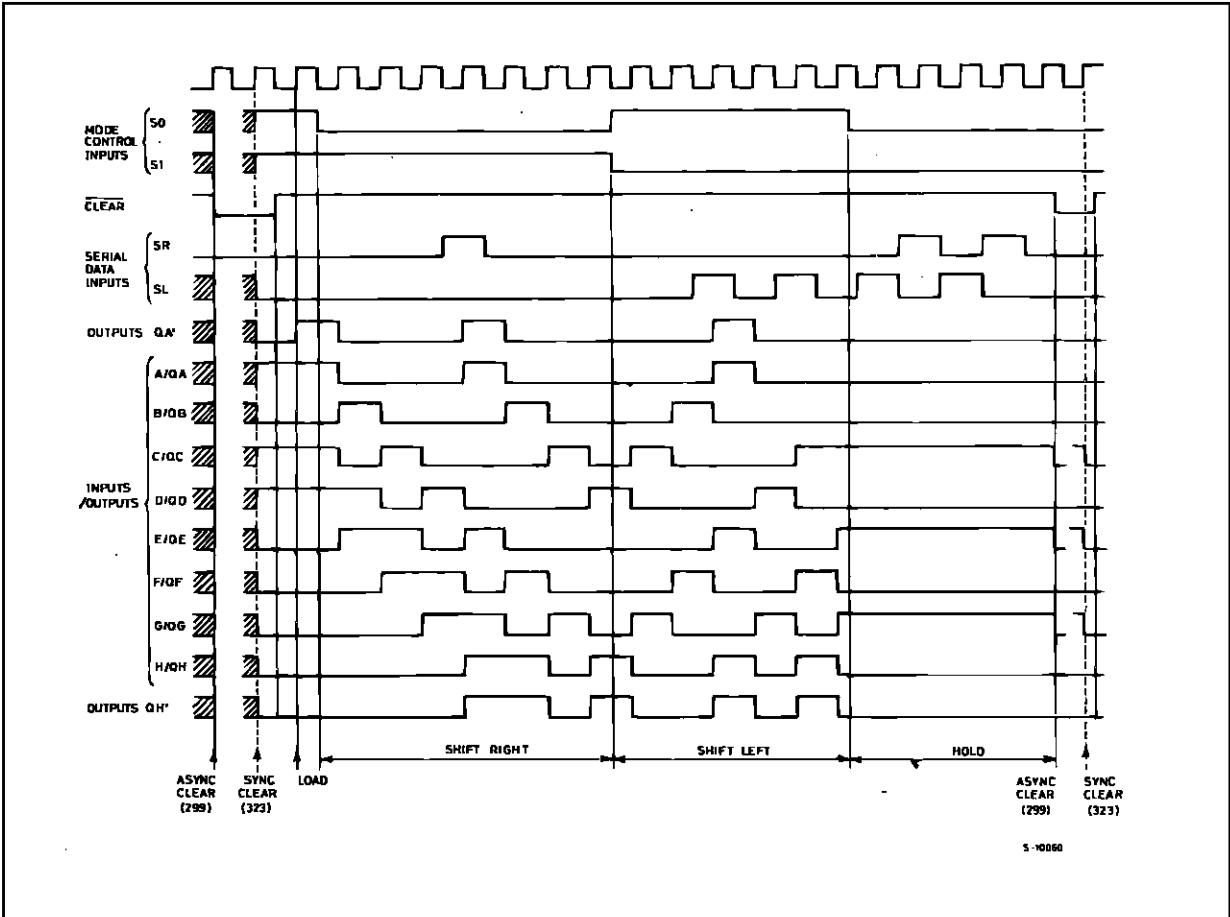 MODE
CONTROL
INPUTS
S0
S1
CLEAR
SERIAL
DATA
INPUTS
SR
SL
OUTPUTS QA'
INPUTS
/OUTPUTS
A/QA
B/QB
C/QC
D/QD
E/QE
F/QF
G/QG
H/QH
OUTPUTS QH'
SHIFT RIGHT
SHIFT LEFT
HOLD
ASYNC
CLEAR
(299)
SYNC
CLEAR
(323)
LOAD
ASYNC
CLEAR
(299)
SYNC
CLEAR
(323)
S-10060